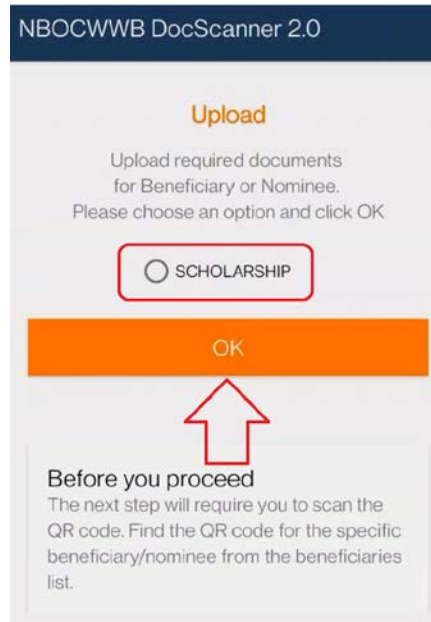 NBOCWWB DocScanner 2.0
Upload
Upload required documents
for Beneficiary or Nominee.
Please choose an option and click OK
SCHOLARSHIP
OK
Before you proceed
The next step will require you to scan the
QR code. Find the QR code for the specific
beneficiary/nominee from the beneficiaries
list.